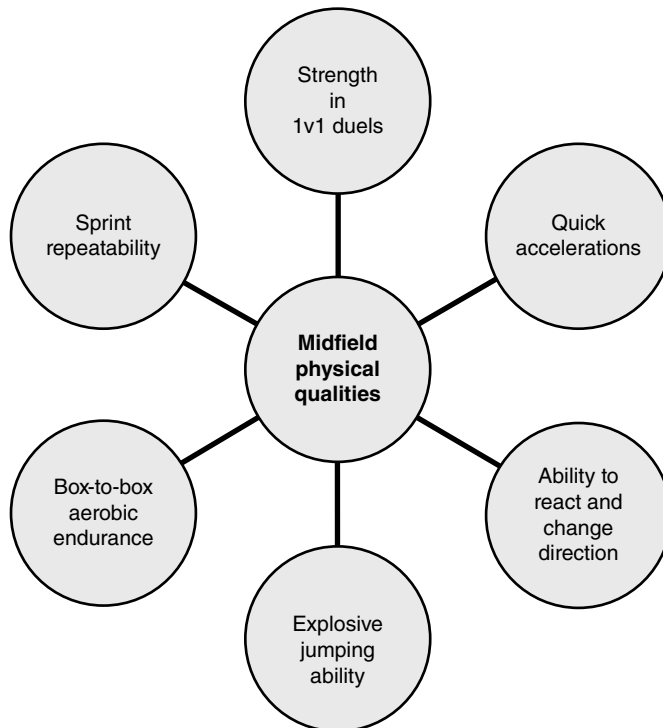 Strength
in
1v1 duels
Sprint
repeatability
Quick
accelerations
Midfield
physical
qualities
Box-to-box
aerobic
endurance
Ability to
react and
change
direction
Explosive
jumping
ability